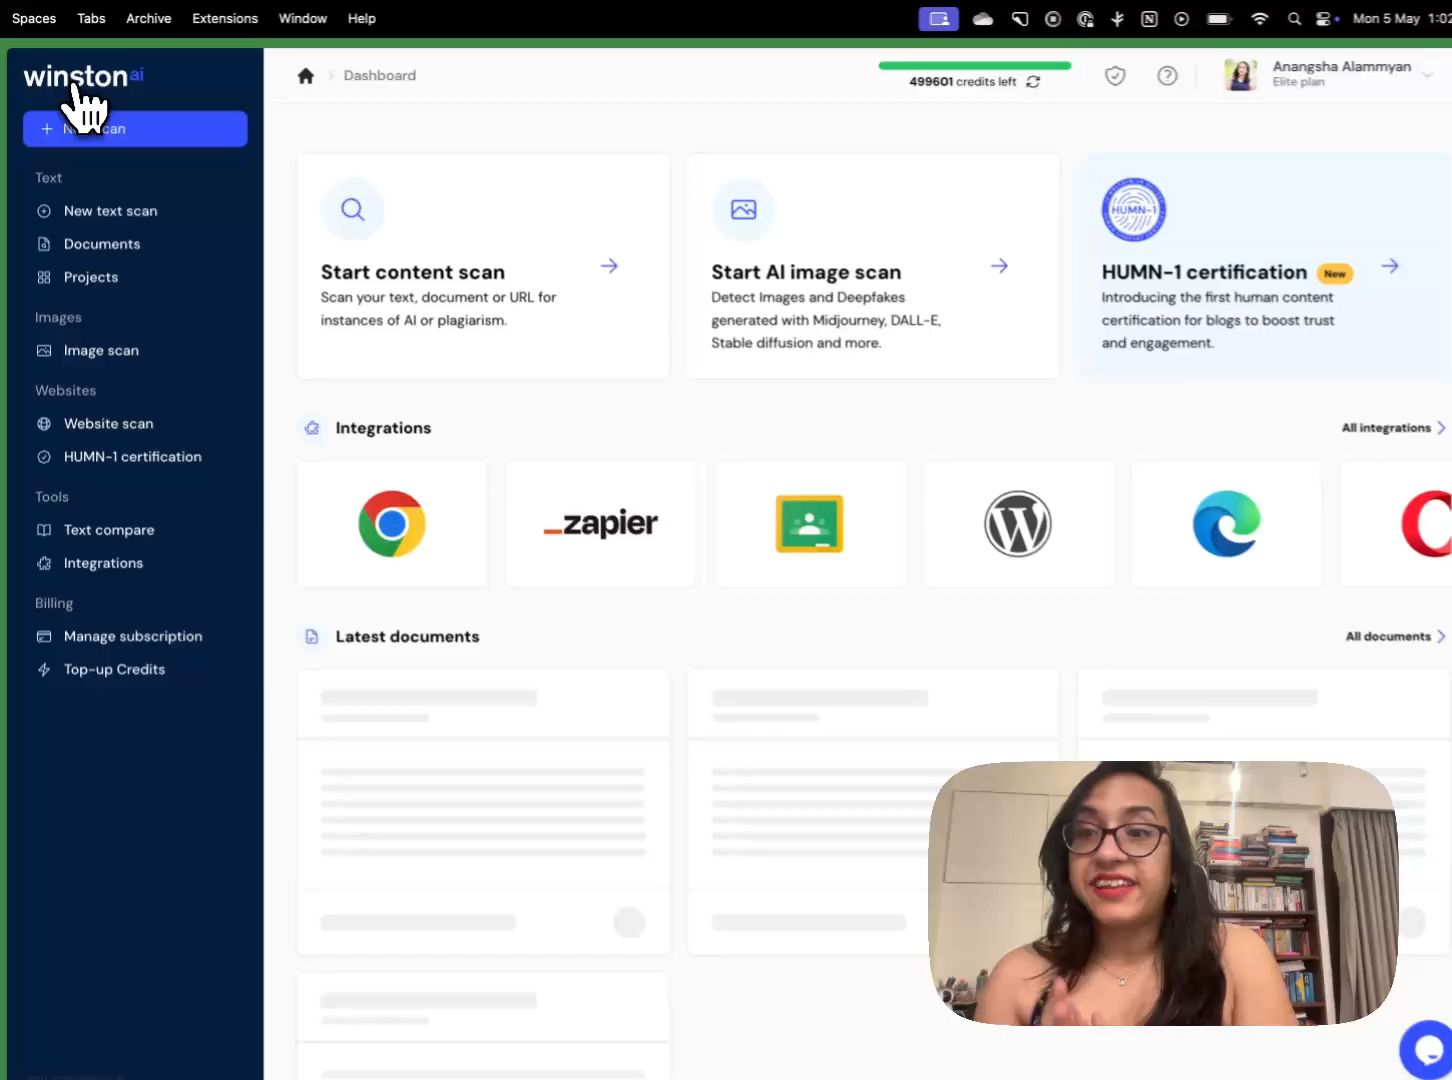 Spaces Tabs Archive Extensions Window Help
Mon 5 May
winston ai
Dashboard
499601 credits left
Anangsha Alammyan
Elite plan
Text
New text scan
Documents
Projects
Images
Image scan
Websites
Website scan
HUMN-1 certification
Tools
Text compare
Integrations
Billing
Manage subscription
Top-up Credits
Start content scan
Scan your text, document or URL for
instances of AI or plagiarism.
Start AI image scan
Detect Images and Deepfakes
generated with Midjourney, DALL-E,
Stable diffusion and more.
HUMN-1
HUMN-1 certification New
Introducing the first human content
certification for blogs to boost trust
and engagement.
Integrations
All integrations
zapier
Latest documents
All documents